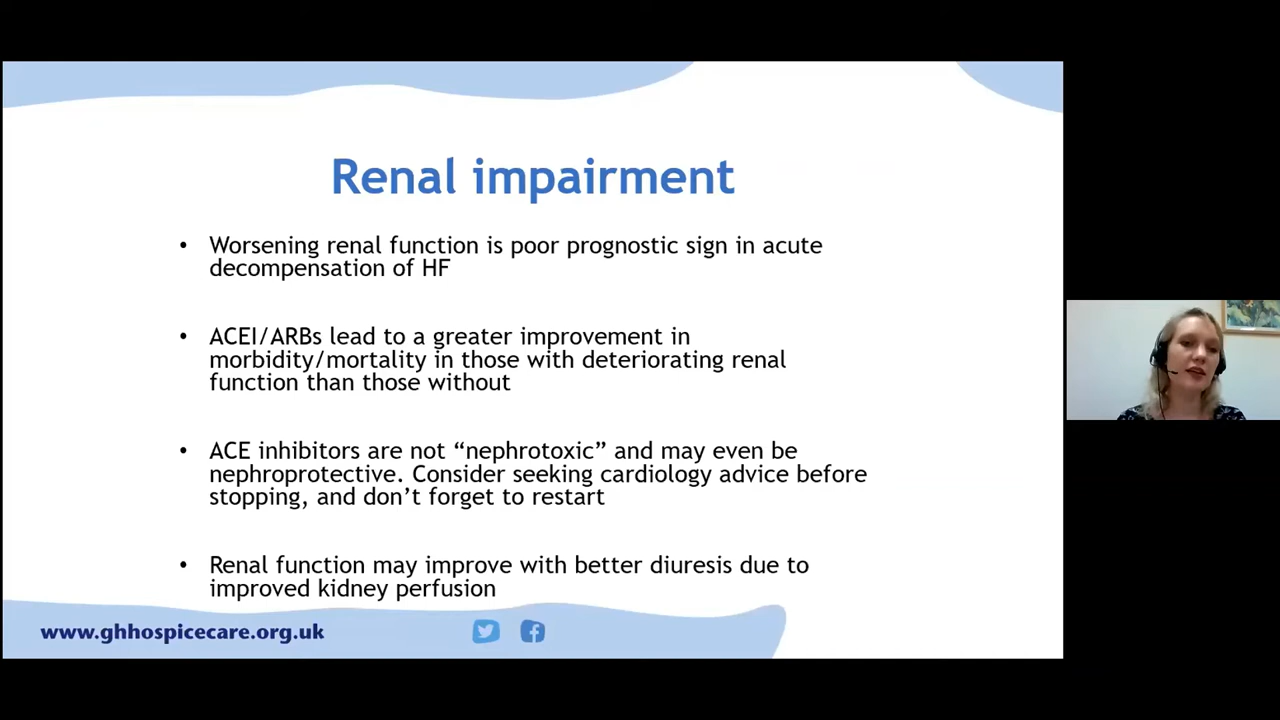 Renal impairment
• Worsening renal function is poor prognostic sign in acute
decompensation of HF
• ACEI/ARBs lead to a greater improvement in
morbidity/mortality in those with deteriorating renal
function than those without
• ACE inhibitors are not “nephrotoxic” and may even be
nephroprotective. Consider seeking cardiology advice before
stopping, and don’t forget to restart
• Renal function may improve with better diuresis due to
improved kidney perfusion
www.ghhospicecare.org.uk